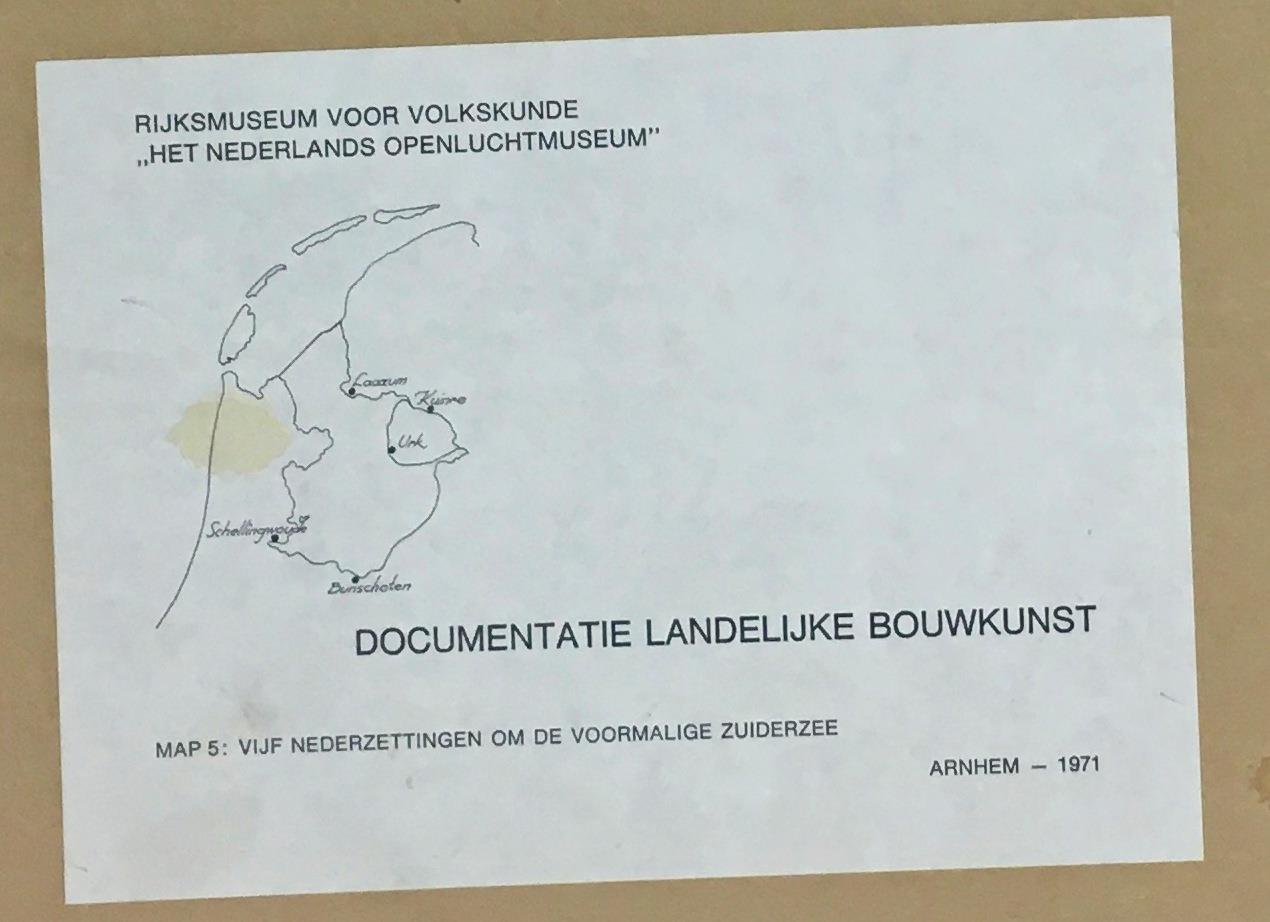 RIJKSMUSEUM VOOR VOLKSKUNDE
„HET NEDERLANDS OPENLUCHTMUSEUM”
Laaxum
Kuinre
Urk
Schellingwoude
Bunschoten
DOCUMENTATIE LANDELIJKE BOUWKUNST
MAP 5: VIJF NEDERZETTINGEN OM DE VOORMALIGE ZUIDERZEE
ARNHEM — 1971